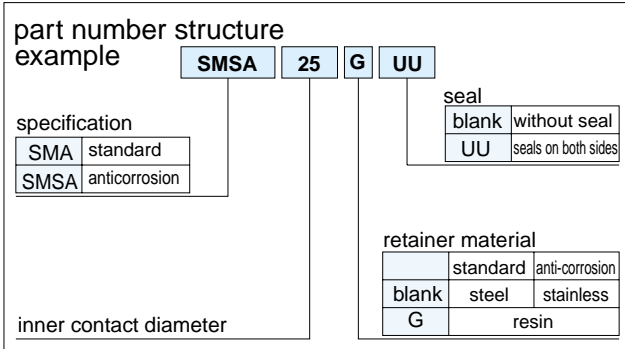 part number structure
example
SMSA 25 G UU
specification
SMA standard
SMSA anticorrosion
inner contact diameter
seal
blank without seal
UU seals on both sides
retainer material
standard anti-corrosion
blank steel stainless
G resin